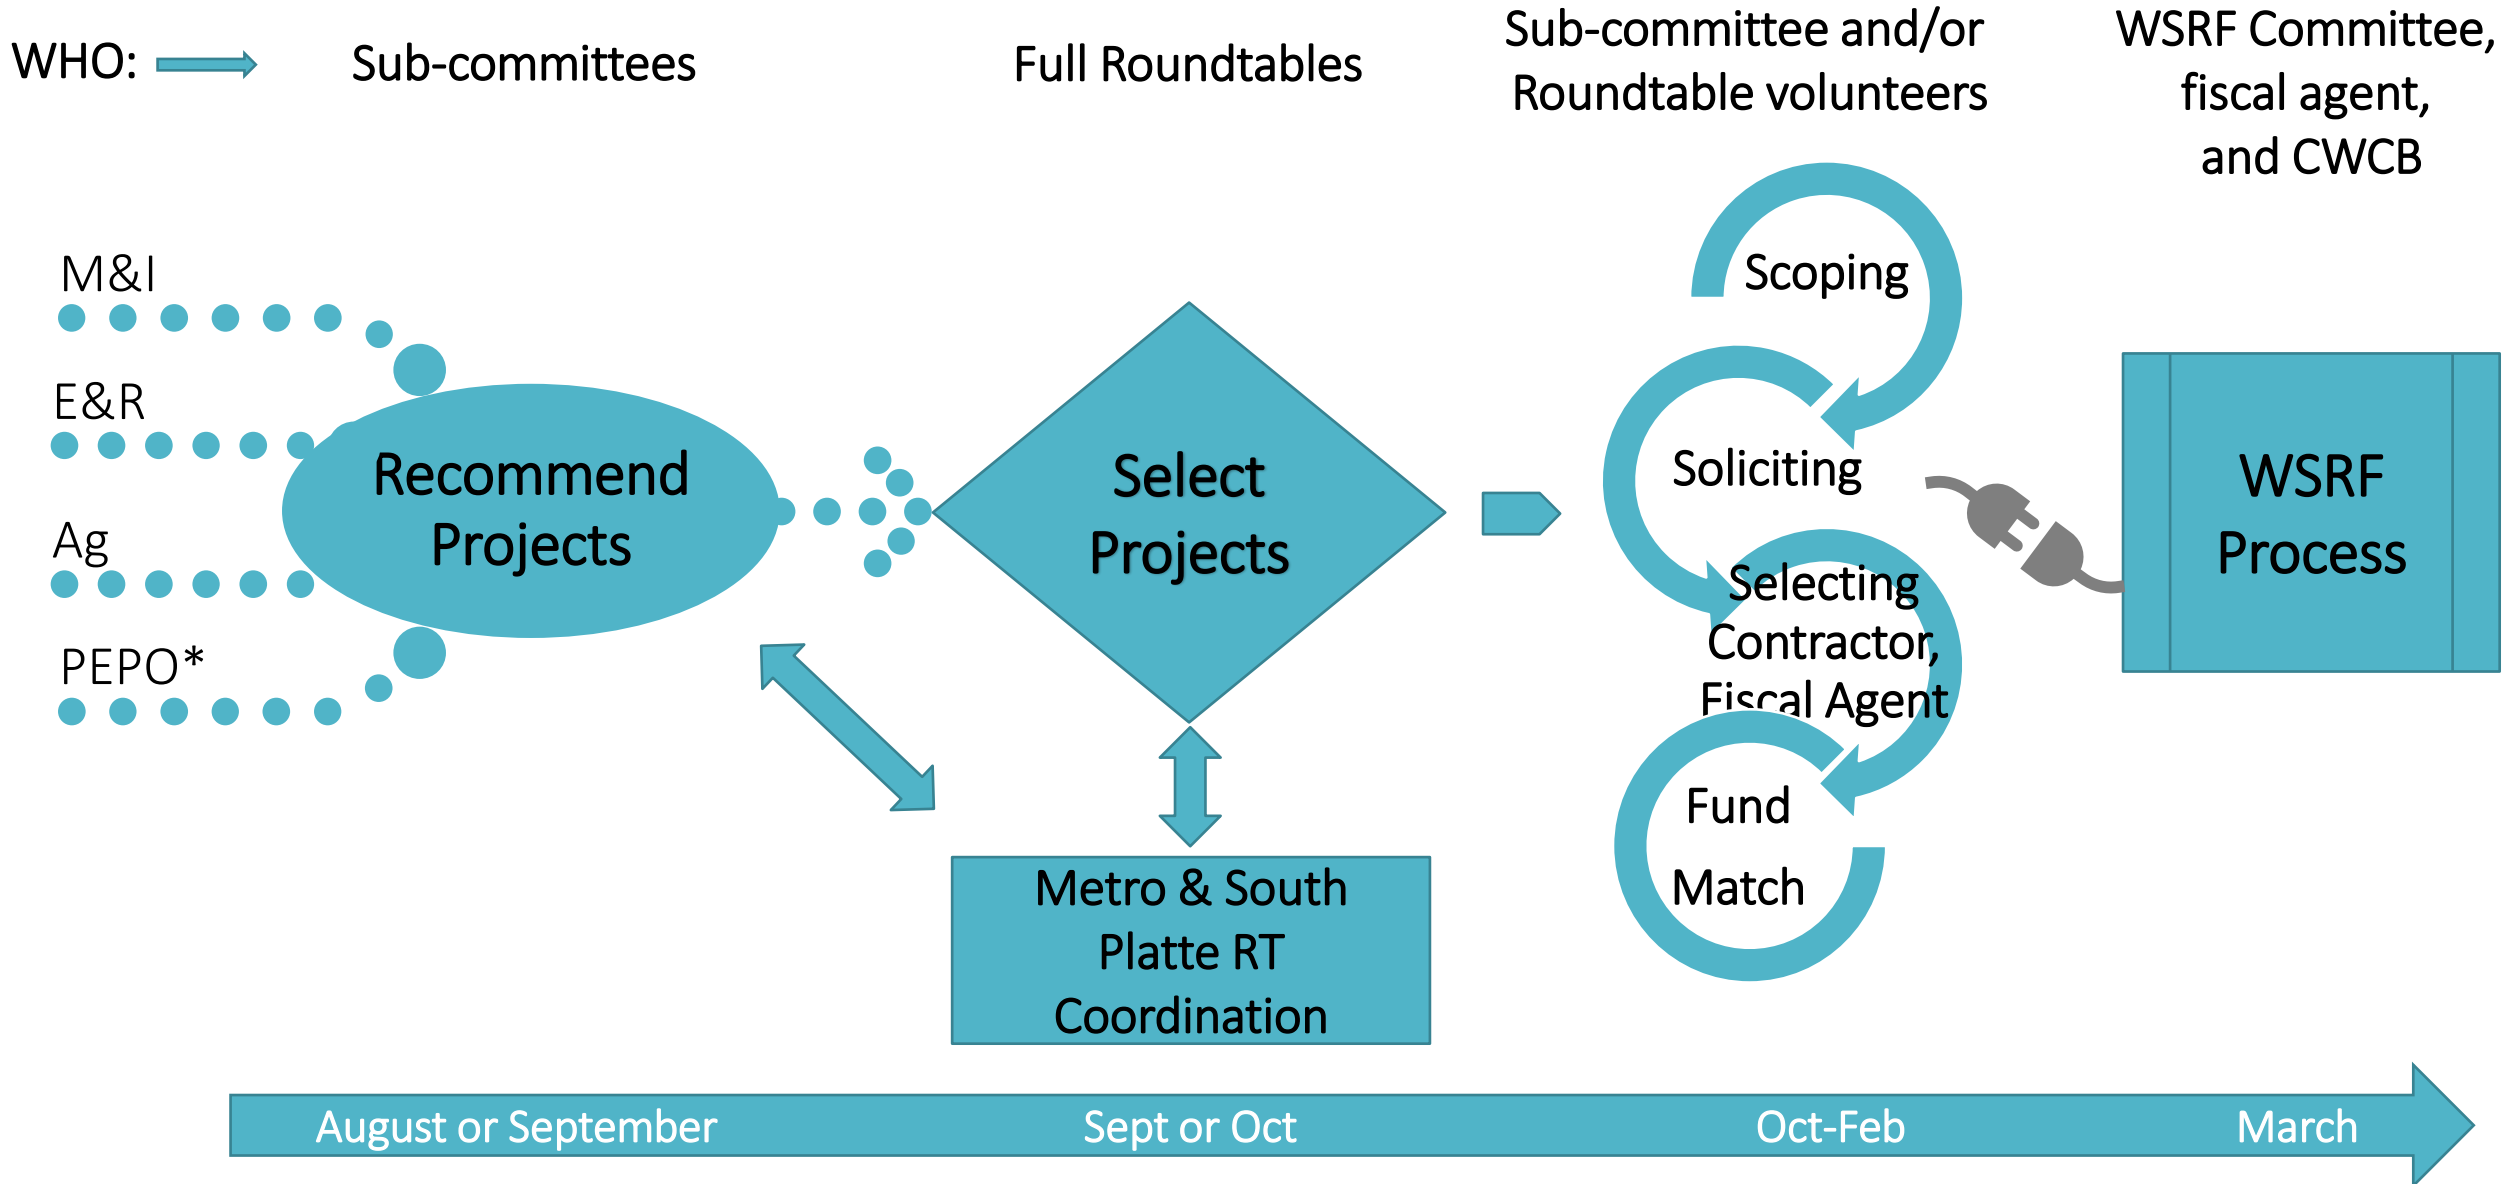 WHO:
Sub-committees
Full Roundtables
Sub-committee and/or
Roundtable volunteers
WSRF Committee,
fiscal agent,
and CWCB
M&I
E&R
Ag
PEPO*
Recommend
Projects
Select
Projects
Scoping
Soliciting
Selecting
Contractor,
Fiscal Agent
Fund
Match
WSRF
Process
Metro & South
Platte RT
Coordination
August or September
Sept or Oct
Oct-Feb
March